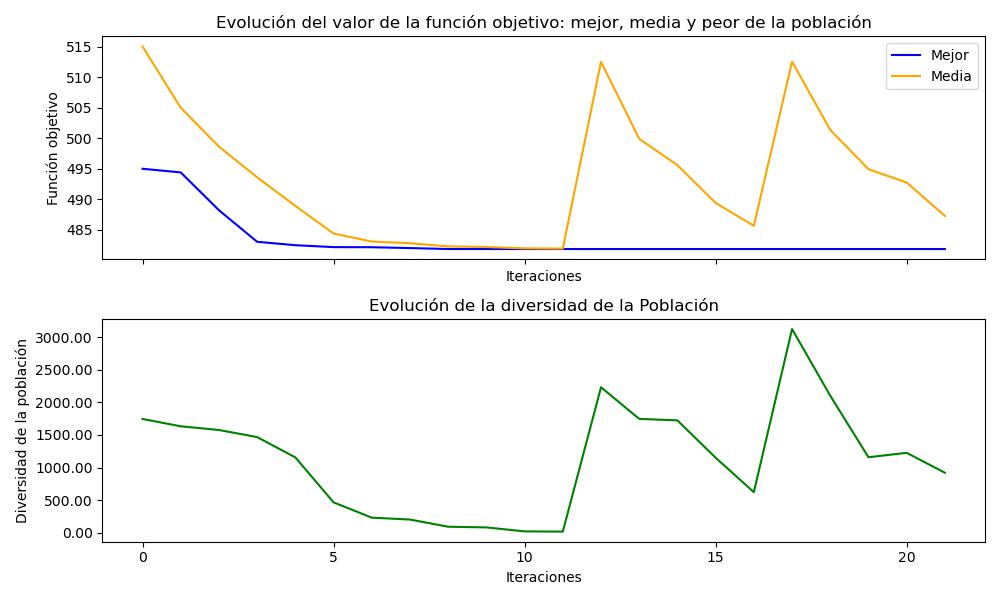 Evolución del valor de la función objetivo: mejor, media y peor de la población
515
510
505
500
495
490
485
Función objetivo
Mejor
Media
Iteraciones
Evolución de la diversidad de la Población
3000.00
2500.00
2000.00
1500.00
1000.00
500.00
0.00
Diversidad de la población
0 5 10 15 20
Iteraciones